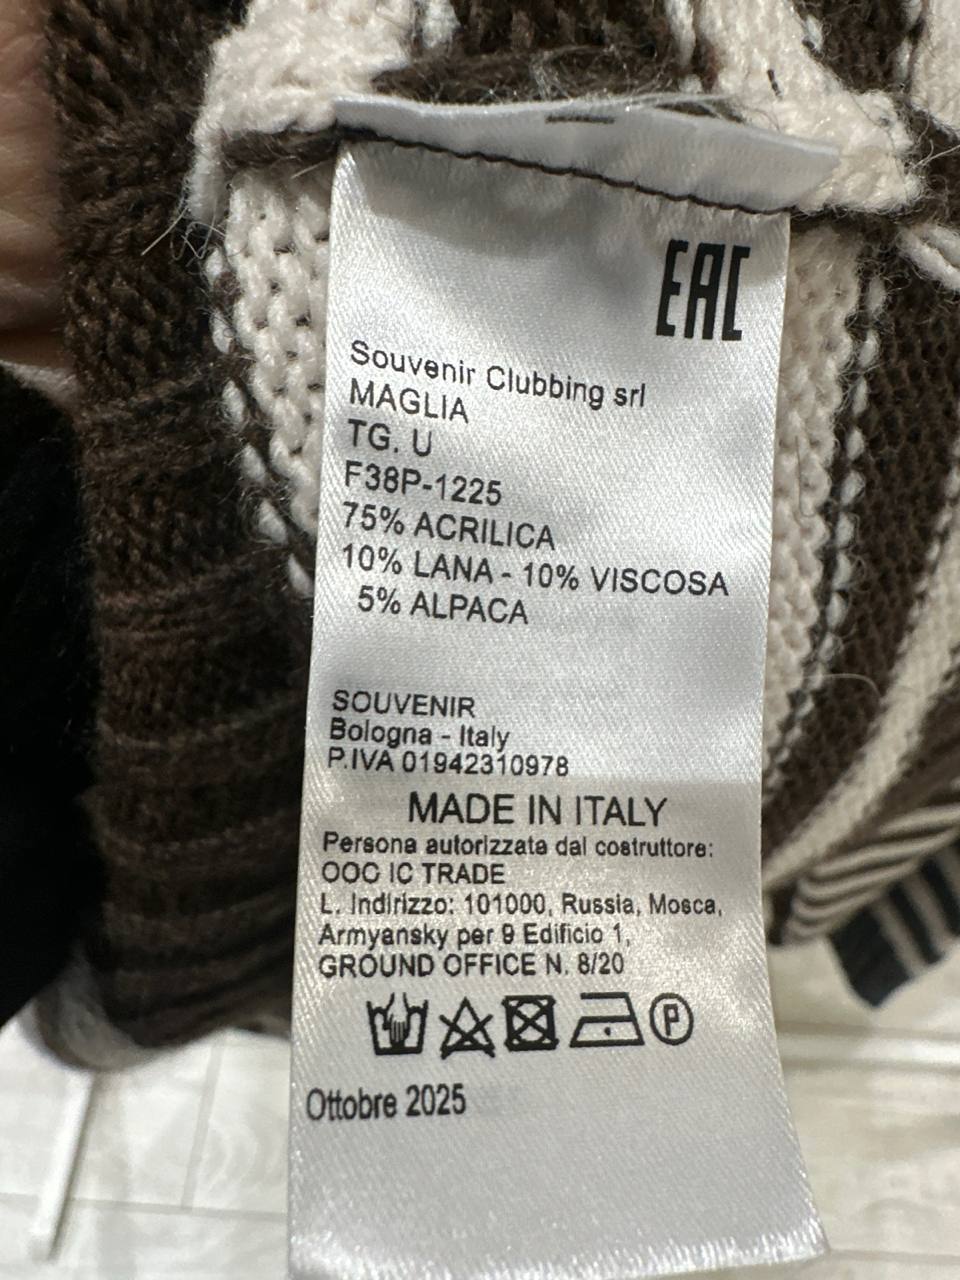 EAC
Souvenir Clubbing srl
MAGLIA
TG. U
F38P-1225
75% ACRILICA
10% LANA - 10% VISCOSA
5% ALPACA
SOUVENIR
Bologna - Italy
P.IVA 01942310978
MADE IN ITALY
Persona autorizzata dal costruttore:
OOO IC TRADE
L. Indirizzo: 101000, Russia, Mosca,
Armyansky per 9 Edificio 1,
GROUND OFFICE N. 8/20
P
Ottobre 2025